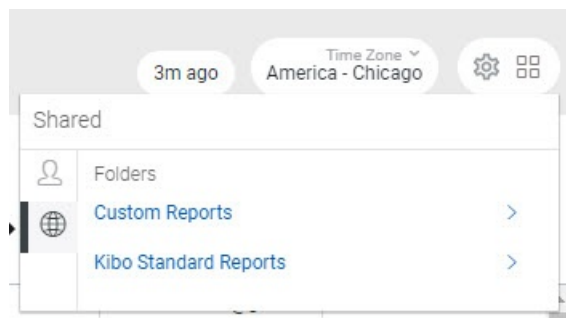 Time Zone
3m ago
America - Chicago
Shared
Folders
Custom Reports
Kibo Standard Reports